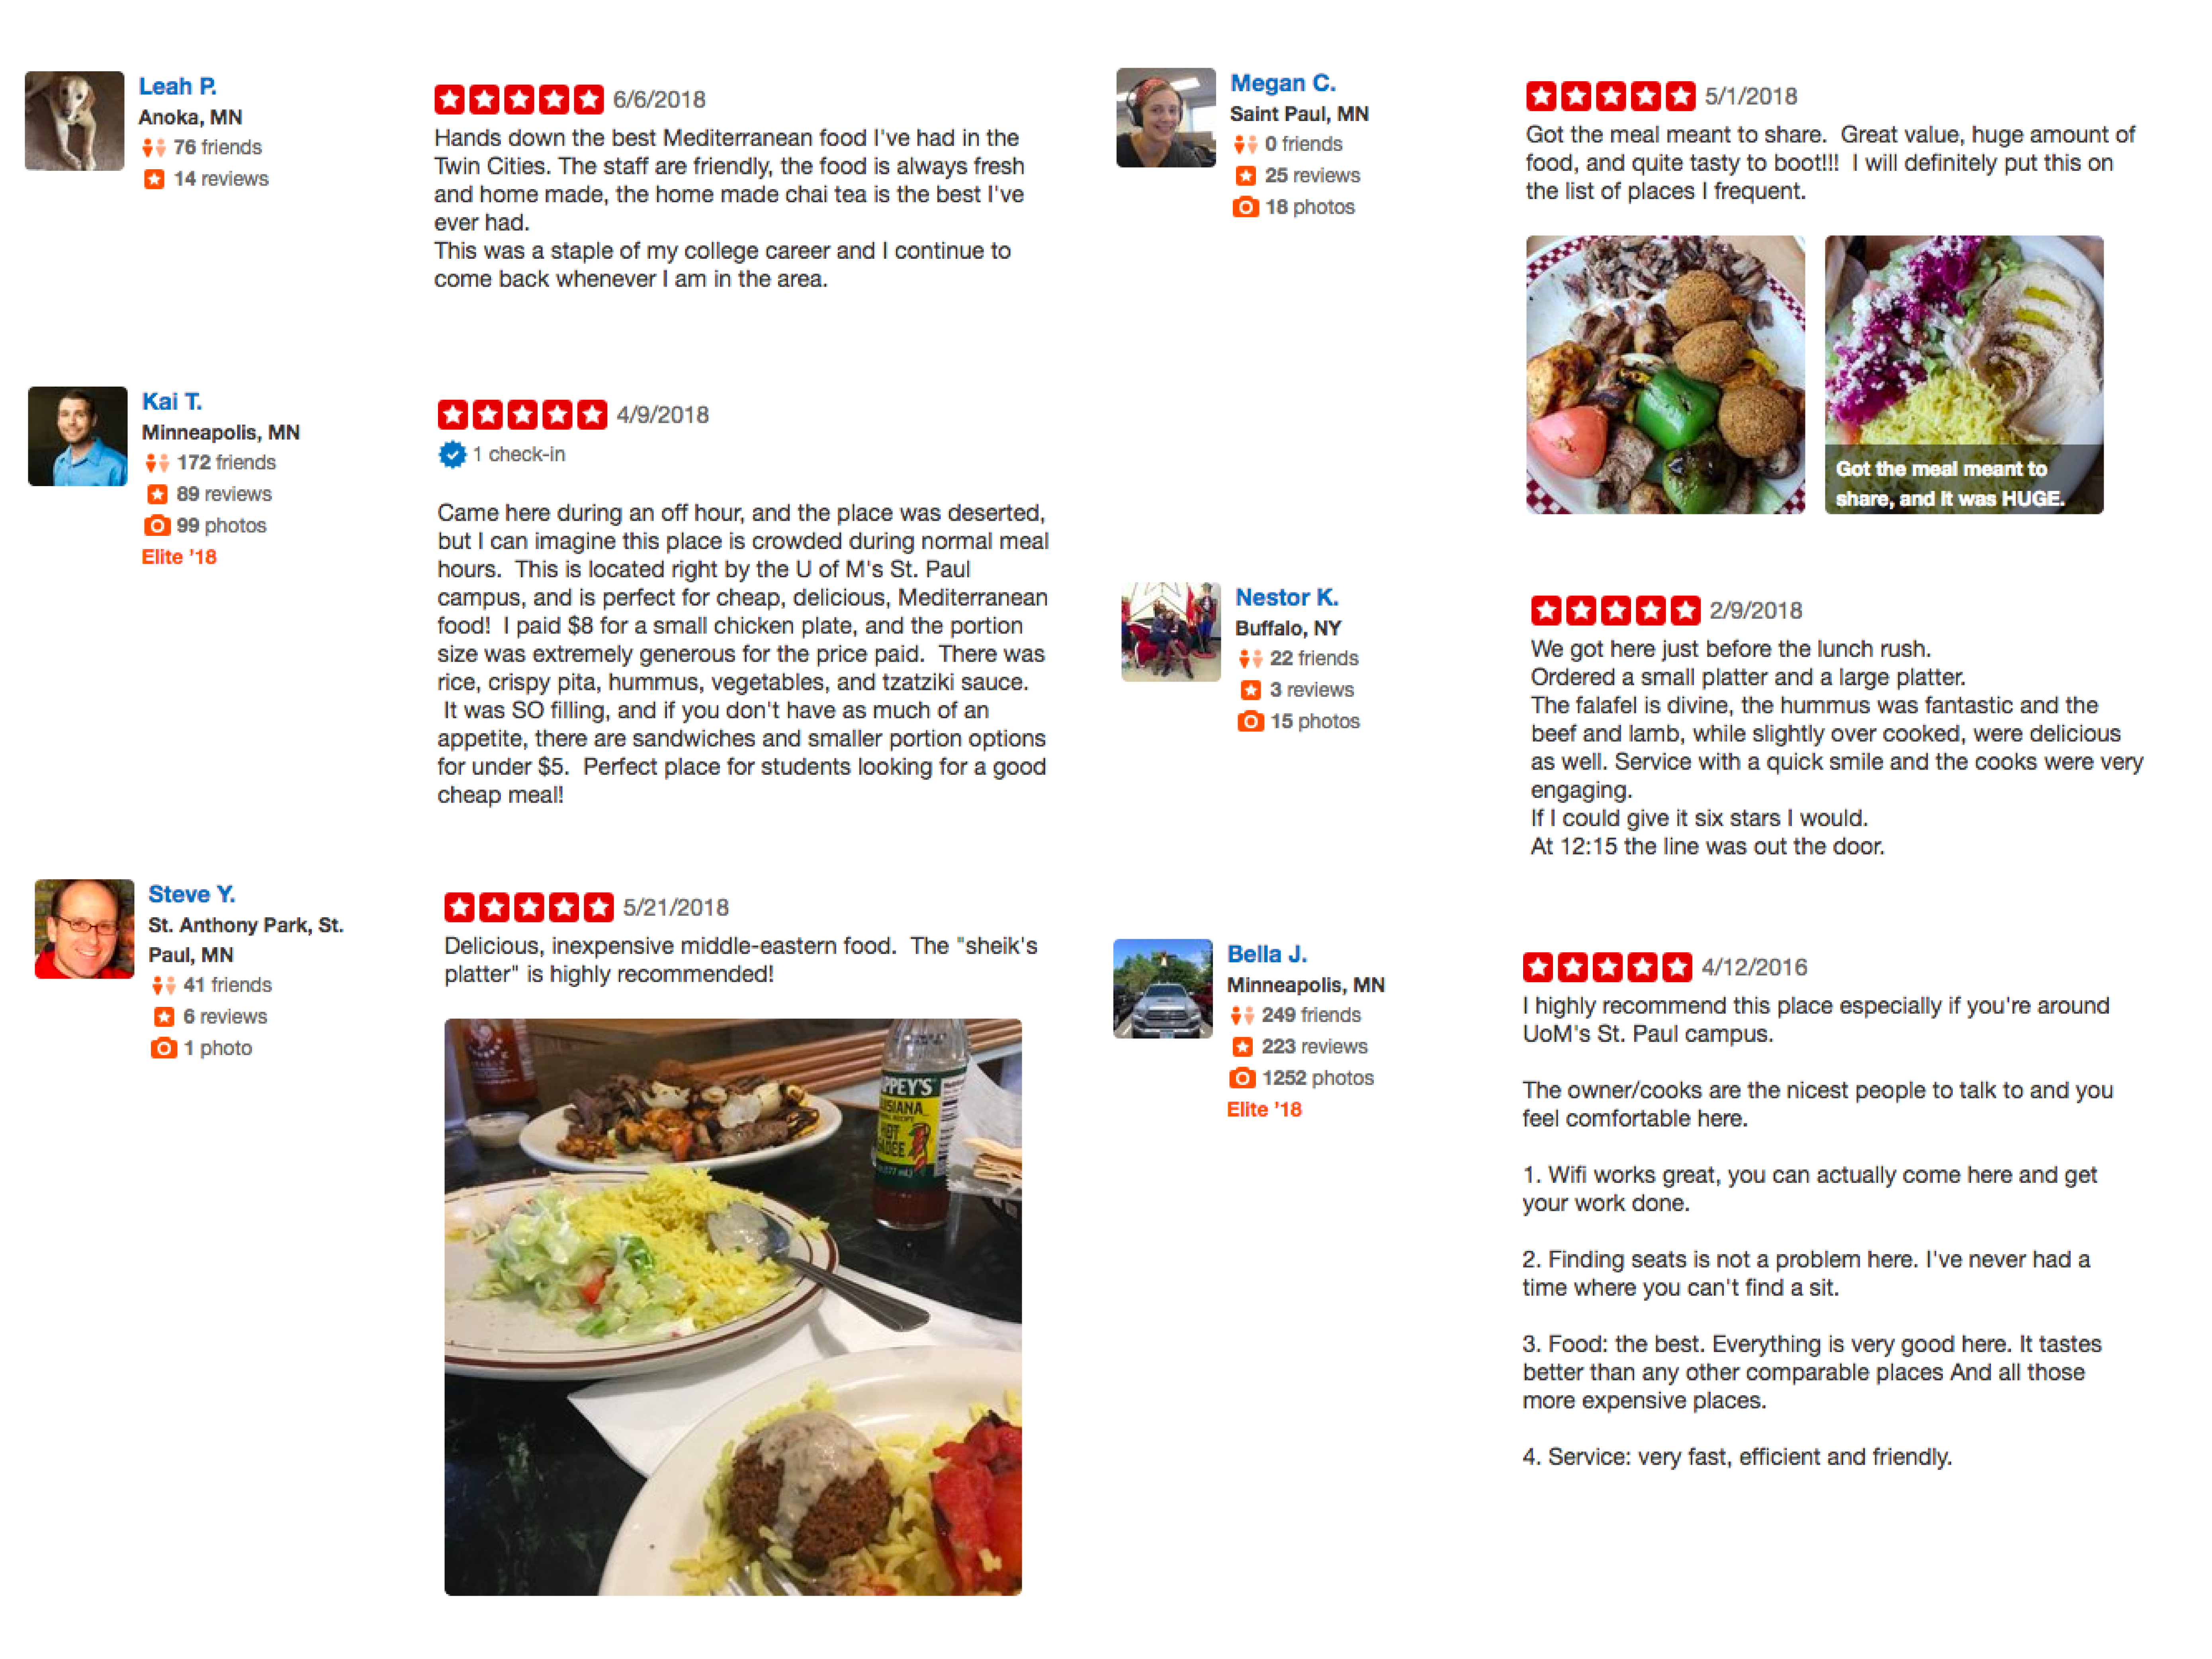 Leah P.
Anoka, MN
76 friends
14 reviews
6/6/2018
Hands down the best Mediterranean food I've had in the
Twin Cities. The staff are friendly, the food is always fresh
and home made, the home made chai tea is the best I've
ever had.
This was a staple of my college career and I continue to
come back whenever I am in the area.
Kai T.
Minneapolis, MN
172 friends
89 reviews
99 photos
Elite '18
4/9/2018
1 check-in
Came here during an off hour, and the place was deserted,
but I can imagine this place is crowded during normal meal
hours. This is located right by the U of M's St. Paul
campus, and is perfect for cheap, delicious, Mediterranean
food! I paid $8 for a small chicken plate, and the portion
size was extremely generous for the price paid. There was
rice, crispy pita, hummus, vegetables, and tzatziki sauce.
It was SO filling, and if you don't have as much of an
appetite, there are sandwiches and smaller portion options
for under $5. Perfect place for students looking for a good
cheap meal!
Steve Y.
St. Anthony Park, St.
Paul, MN
41 friends
6 reviews
1 photo
5/21/2018
Delicious, inexpensive middle-eastern food. The "sheik's
platter" is highly recommended!
PPEY'S
ISIANA
HOT
Megan C.
Saint Paul, MN
0 friends
25 reviews
18 photos
5/1/2018
Got the meal meant to share. Great value, huge amount of
food, and quite tasty to boot!!! I will definitely put this on
the list of places I frequent.
Got the meal meant to
share, and it was HUGE.
Nestor K.
Buffalo, NY
22 friends
3 reviews
15 photos
2/9/2018
We got here just before the lunch rush.
Ordered a small platter and a large platter.
The falafel is divine, the hummus was fantastic and the
beef and lamb, while slightly over cooked, were delicious
as well. Service with a quick smile and the cooks were very
engaging.
If I could give it six stars I would.
At 12:15 the line was out the door.
Bella J.
Minneapolis, MN
249 friends
223 reviews
1252 photos
Elite '18
4/12/2016
I highly recommend this place especially if you're around
UoM's St. Paul campus.
The owner/cooks are the nicest people to talk to and you
feel comfortable here.
1. Wifi works great, you can actually come here and get
your work done.
2. Finding seats is not a problem here. I've never had a
time where you can't find a sit.
3. Food: the best. Everything is very good here. It tastes
better than any other comparable places And all those
more expensive places.
4. Service: very fast, efficient and friendly.